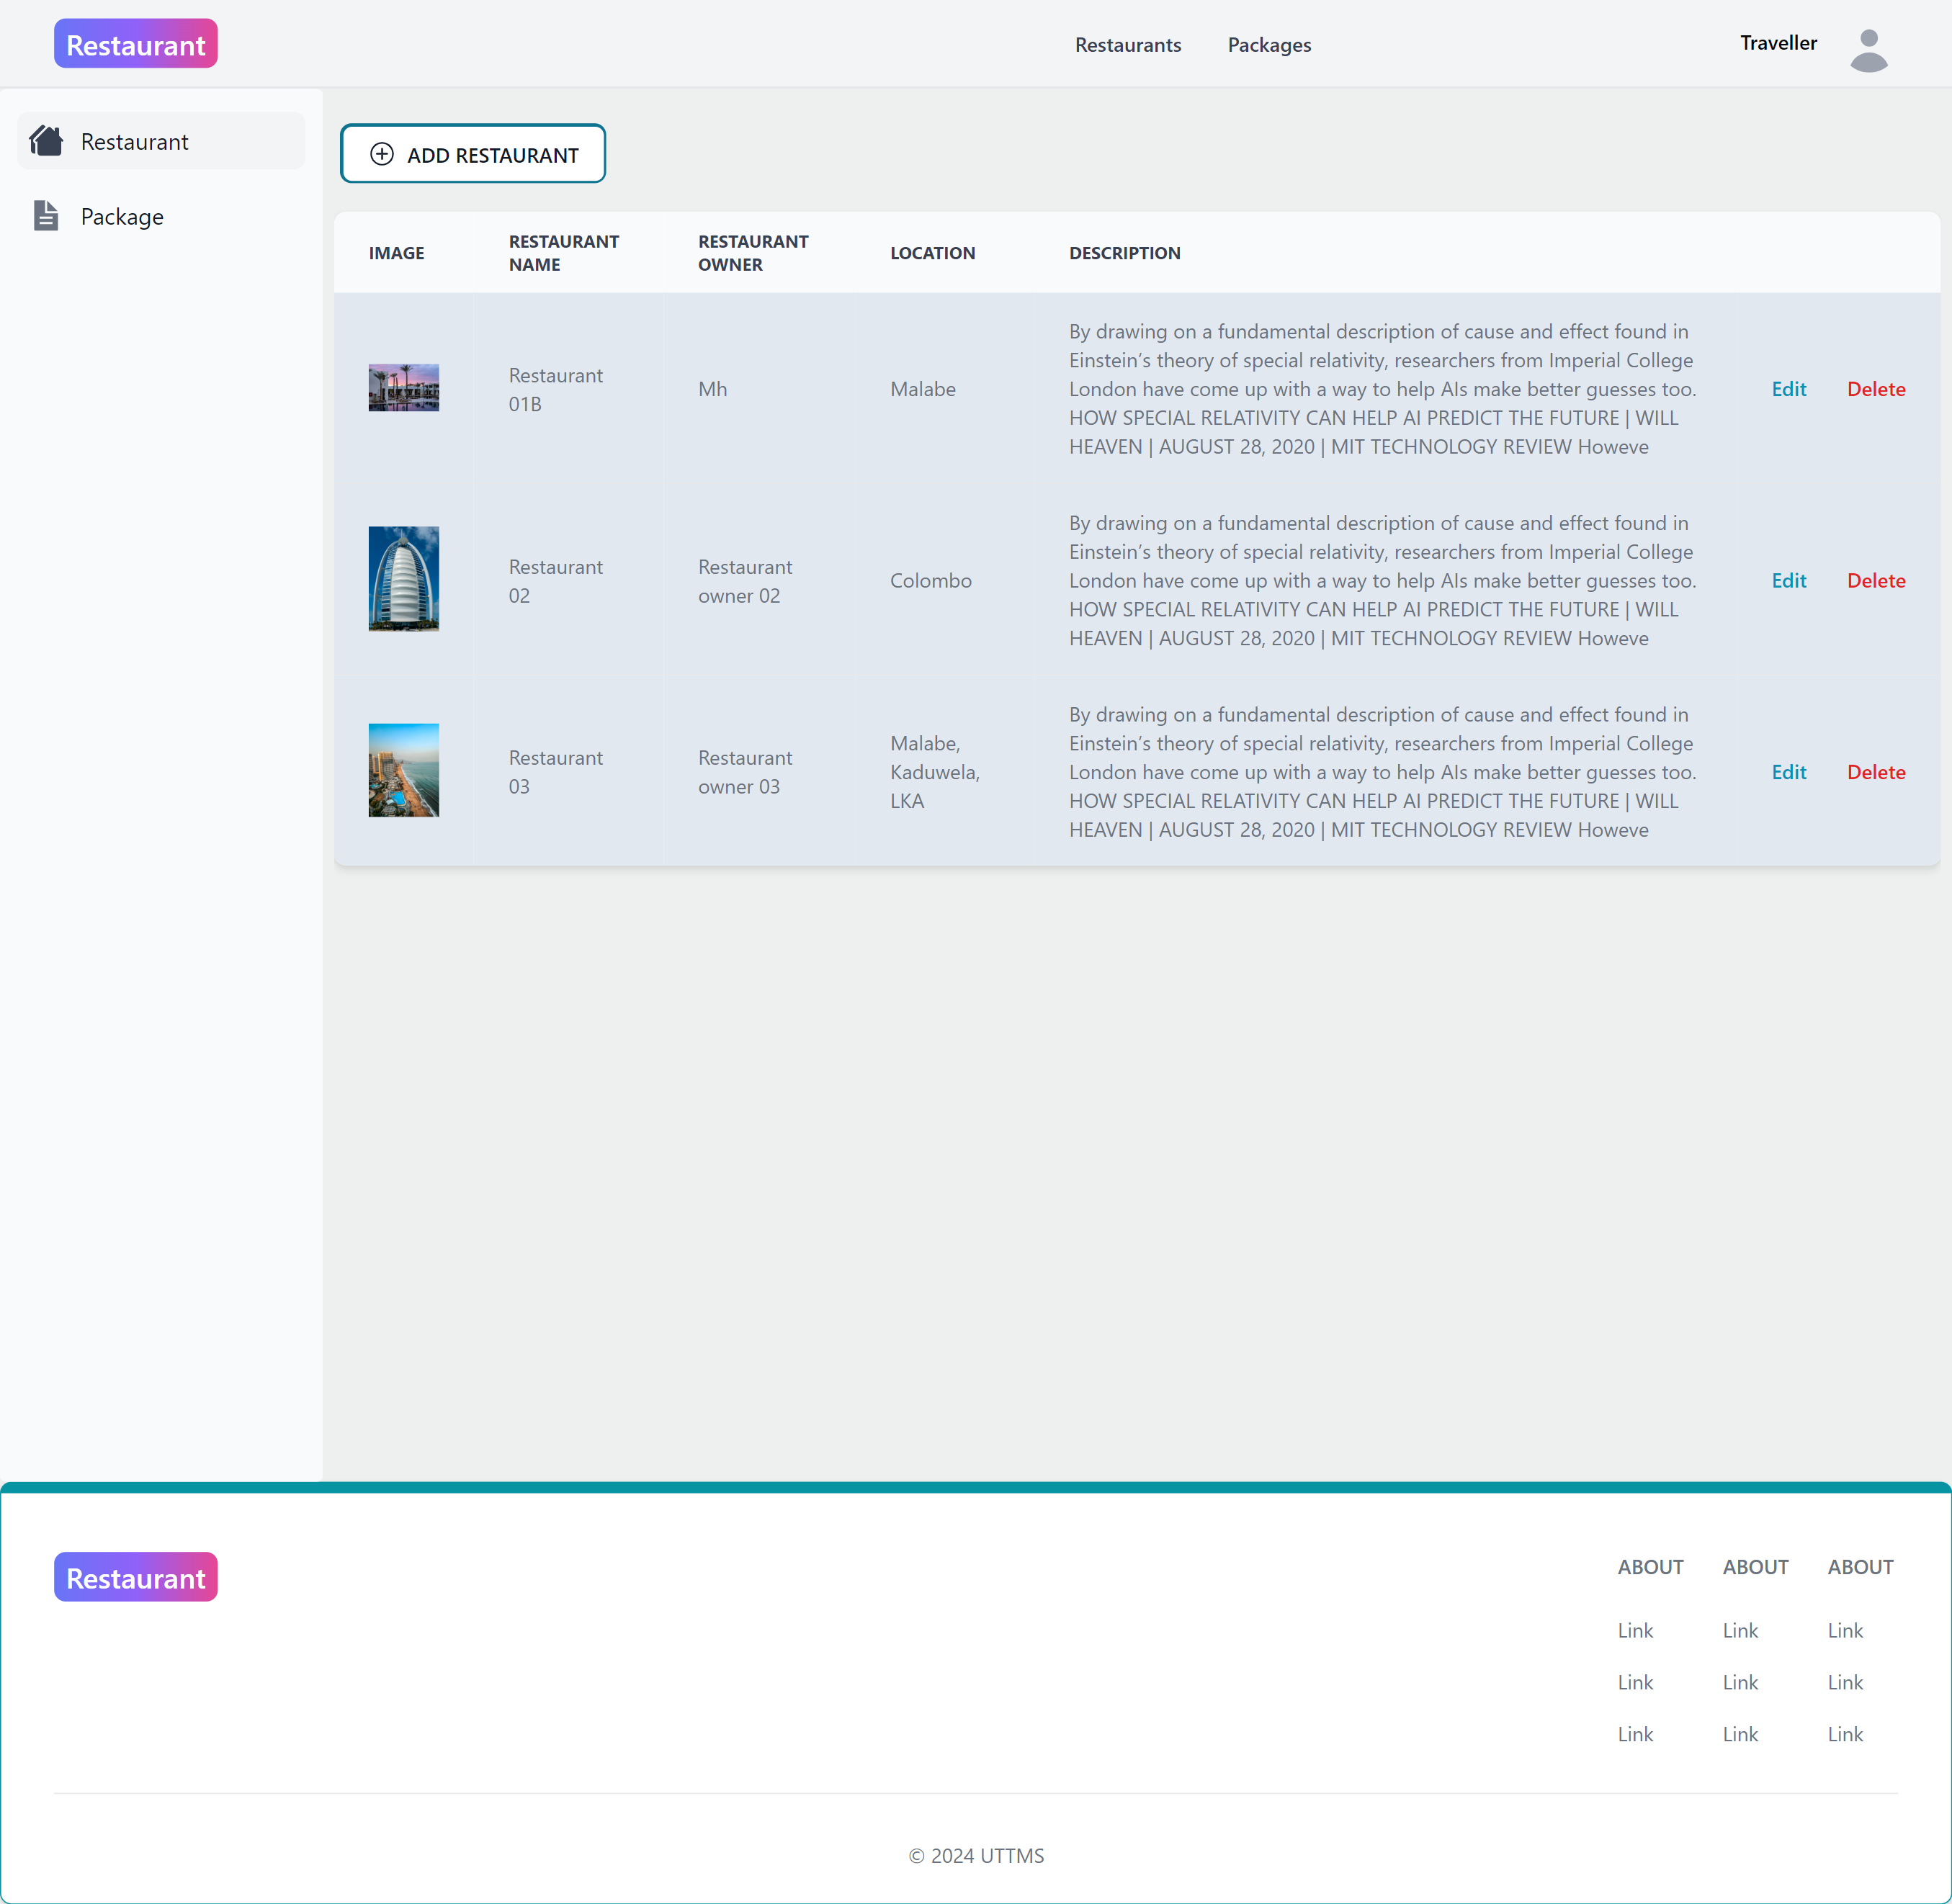 Restaurant
Restaurants Packages
Traveller
Restaurant
Package
ADD RESTAURANT
IMAGE
RESTAURANT
NAME
RESTAURANT
OWNER
LOCATION
DESCRIPTION
Restaurant
01B
Mh
Malabe
By drawing on a fundamental description of cause and effect found in
Einstein’s theory of special relativity, researchers from Imperial College
London have come up with a way to help AIs make better guesses too.
HOW SPECIAL RELATIVITY CAN HELP AI PREDICT THE FUTURE | WILL
HEAVEN | AUGUST 28, 2020 | MIT TECHNOLOGY REVIEW Howeve
Edit Delete
Restaurant
02
Restaurant
owner 02
Colombo
By drawing on a fundamental description of cause and effect found in
Einstein’s theory of special relativity, researchers from Imperial College
London have come up with a way to help AIs make better guesses too.
HOW SPECIAL RELATIVITY CAN HELP AI PREDICT THE FUTURE | WILL
HEAVEN | AUGUST 28, 2020 | MIT TECHNOLOGY REVIEW Howeve
Edit Delete
Restaurant
03
Restaurant
owner 03
Malabe,
Kaduwela,
LKA
By drawing on a fundamental description of cause and effect found in
Einstein’s theory of special relativity, researchers from Imperial College
London have come up with a way to help AIs make better guesses too.
HOW SPECIAL RELATIVITY CAN HELP AI PREDICT THE FUTURE | WILL
HEAVEN | AUGUST 28, 2020 | MIT TECHNOLOGY REVIEW Howeve
Edit Delete
Restaurant
ABOUT ABOUT ABOUT
Link Link Link
Link Link Link
Link Link Link
© 2024 UTTMS